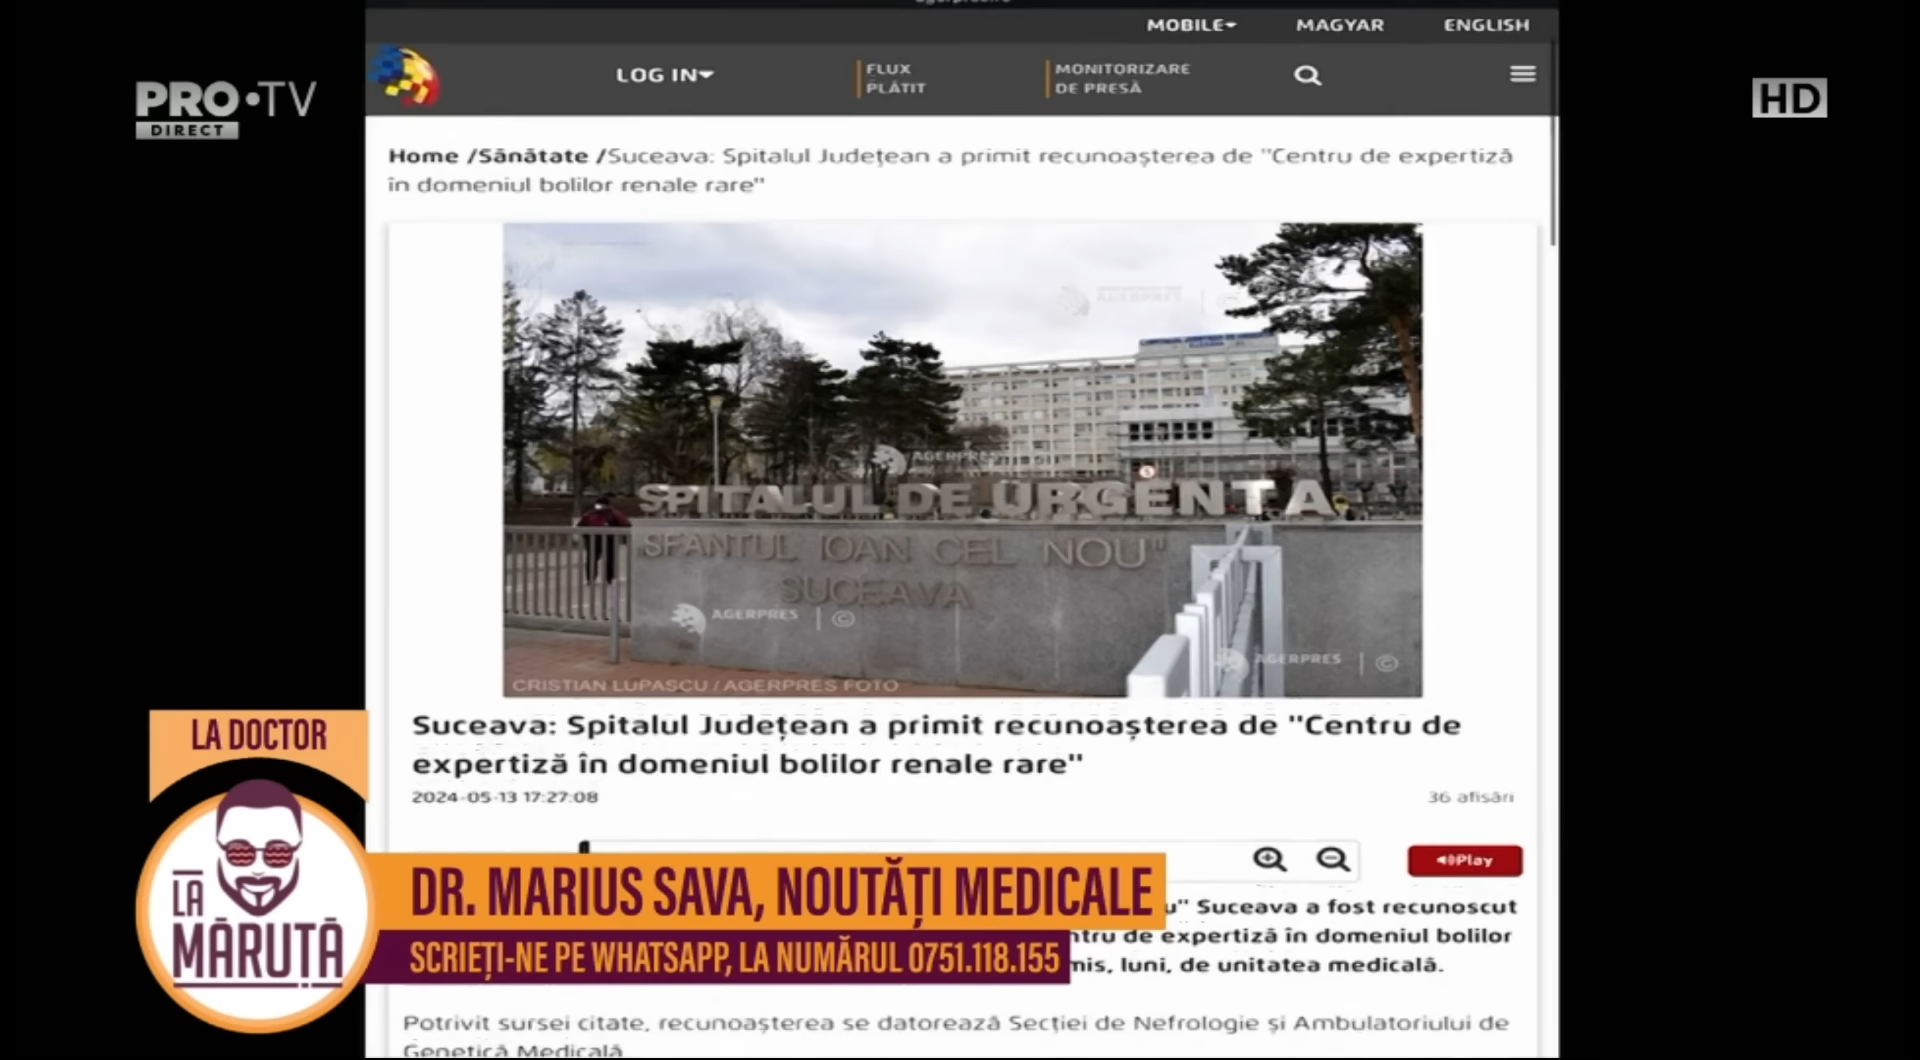 MOBILE MAGYAR ENGLISH
PRO•TV
DIRECT
LOG IN
FLUX
PLĂTIT
MONITORIZARE
DE PRESĂ
HD
Home /Sănătate /Suceava: Spitalul Județean a primit recunoașterea de "Centru de expertiză
în domeniul bolilor renale rare"
AGERPRES
AGERPRES
SPITALUL DE URGENTA
SFANTUL IOAN CEL NOU"
SUCEAVA
AGERPRES | ©
AGERPRES | ©
CRISTIAN LUPASCU / AGERPRES FOTO
Suceava: Spitalul Județean a primit recunoașterea de "Centru de
expertiză în domeniul bolilor renale rare"
2024-05-13 17:27:08
36 afisări
Play
LA DOCTOR
LA
MĂRUȚĂ
DR. MARIUS SAVA, NOUTĂȚI MEDICALE
SCRIEȚI-NE PE WHATSAPP, LA NUMĂRUL 0751.118.155
u" Suceava a fost recunoscut
ntru de expertiză în domeniul bolilor
mis, luni, de unitatea medicală.
Potrivit sursei citate, recunoașterea se datorează Secției de Nefrologie și Ambulatoriului de
Genetică Medicală